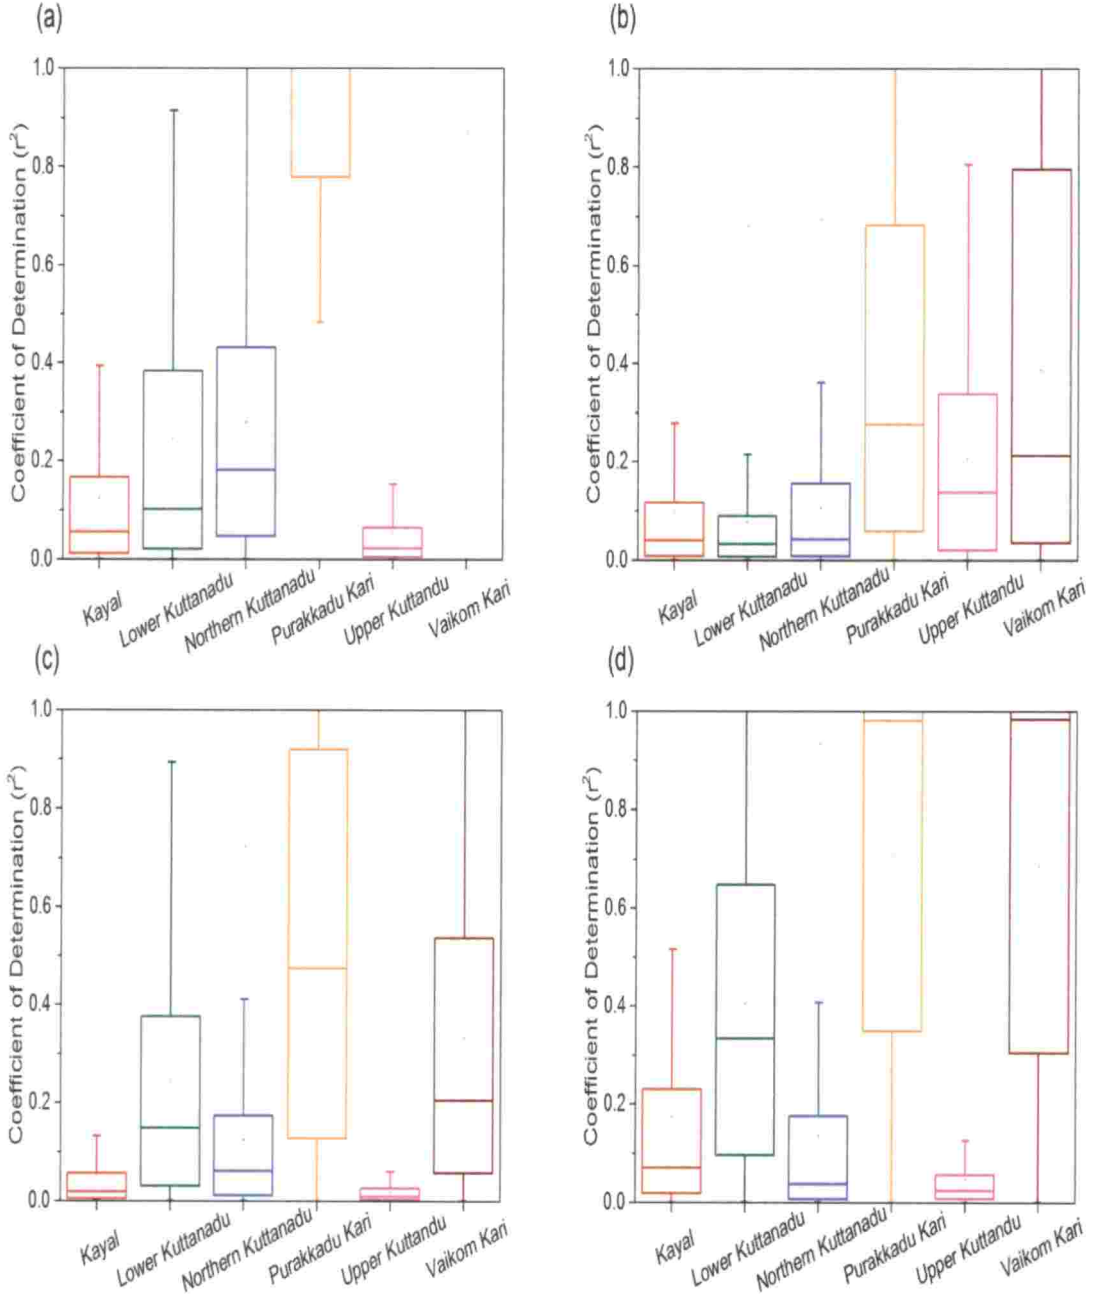 (a)
(b)
Coefficient of Determination (r²)
1.0
0.8
0.6
0.4
0.2
0.0
Kayal
Lower Kuttanadu
Northern Kuttanadu
Purakkadu Kari
Upper Kuttandu
Vaikom Kari
Coefficient of Determination (r²)
1.0
0.8
0.6
0.4
0.2
0.0
Kayal
Lower Kuttanadu
Northern Kuttanadu
Purakkadu Kari
Upper Kuttandu
Vaikom Kari
(c)
(d)
Coefficient of Determination (r²)
1.0
0.8
0.6
0.4
0.2
0.0
Kayal
Lower Kuttanadu
Northern Kuttanadu
Purakkadu Kari
Upper Kuttandu
Vaikom Kari
Coefficient of Determination (r²)
1.0
0.8
0.6
0.4
0.2
0.0
Kayal
Lower Kuttanadu
Northern Kuttanadu
Purakkadu Kari
Upper Kuttandu
Vaikom Kari